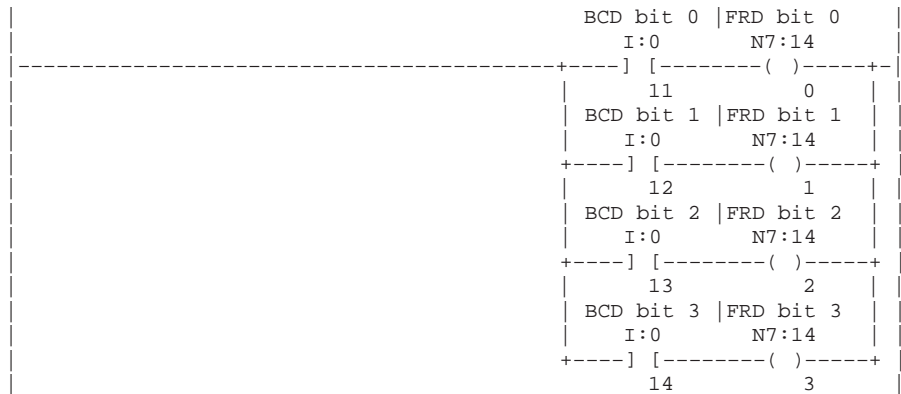 BCD bit 0 |FRD bit 0
I:0 N7:14
] [ ( )
11 0
BCD bit 1 |FRD bit 1
I:0 N7:14
] [ ( )
12 1
BCD bit 2 |FRD bit 2
I:0 N7:14
] [ ( )
13 2
BCD bit 3 |FRD bit 3
I:0 N7:14
] [ ( )
14 3